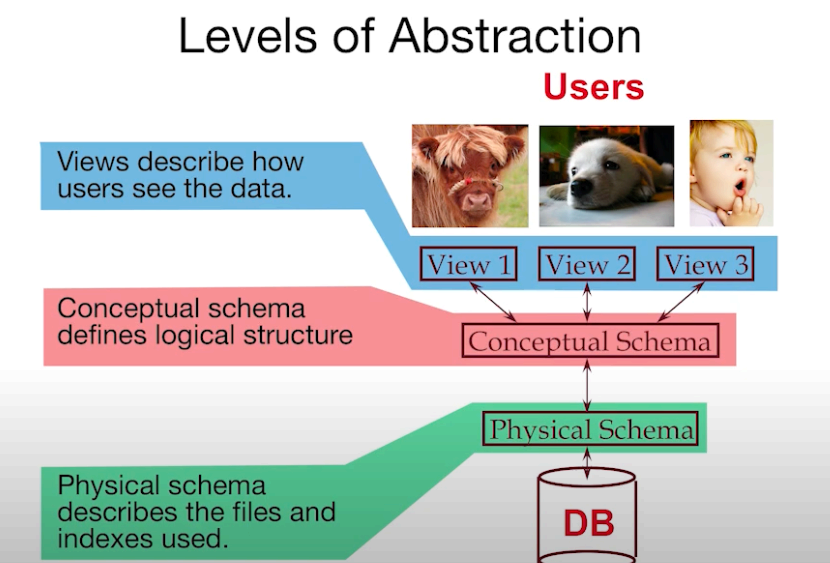 Levels of Abstraction
Users
Views describe how
users see the data.
View 1
View 2
View 3
Conceptual schema
defines logical structure
Conceptual Schema
Physical Schema
Physical schema
describes the files and
indexes used.
DB